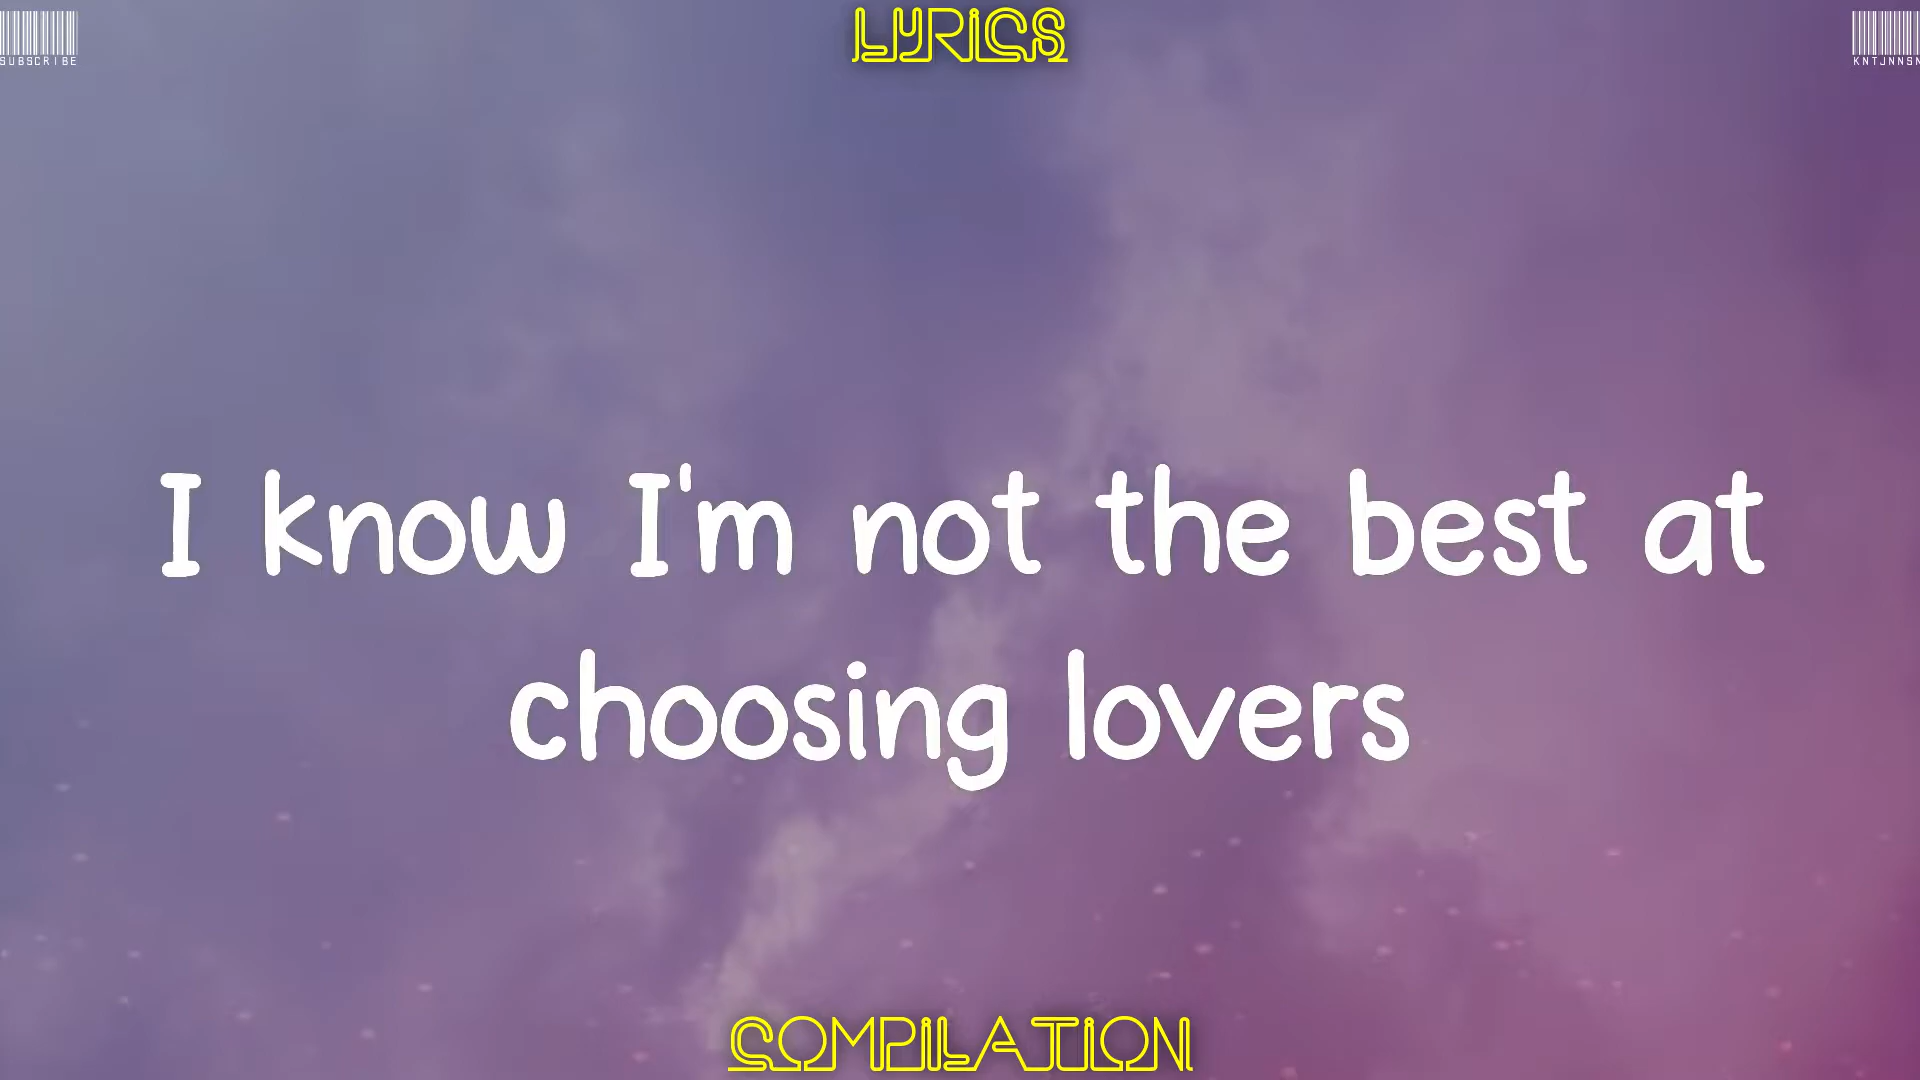 LYRICS
SUBSCRIBE
KNTJNNSN
I know I'm not the best at
choosing lovers
COMPILATION